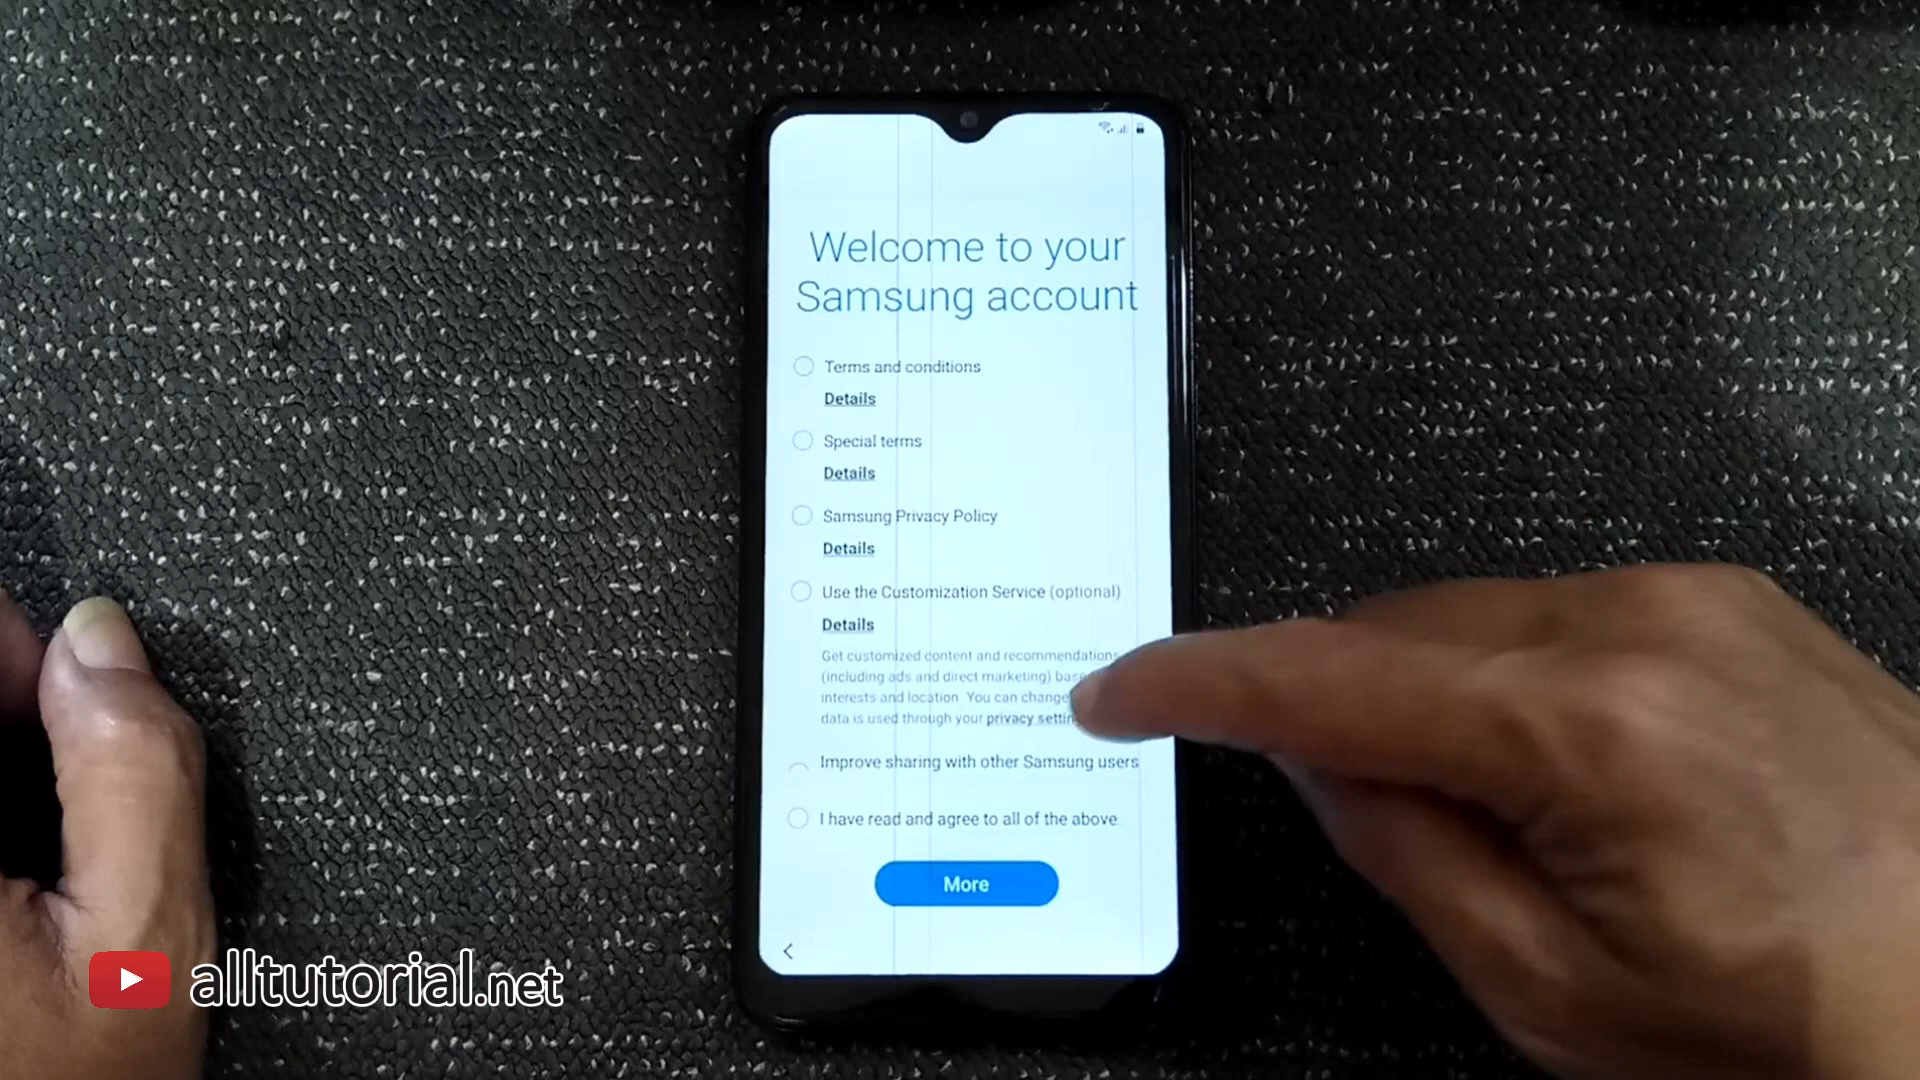 Welcome to your
Samsung account
Terms and conditions
Details
Special terms
Details
Samsung Privacy Policy
Details
Use the Customization Service (optional)
Details
Get customized content and recommendations
(including ads and direct marketing)
interests and location. You can change
data is used through your privacy
Improve sharing with other Samsung users
I have read and agree to all of the above
More
alltutorial.net